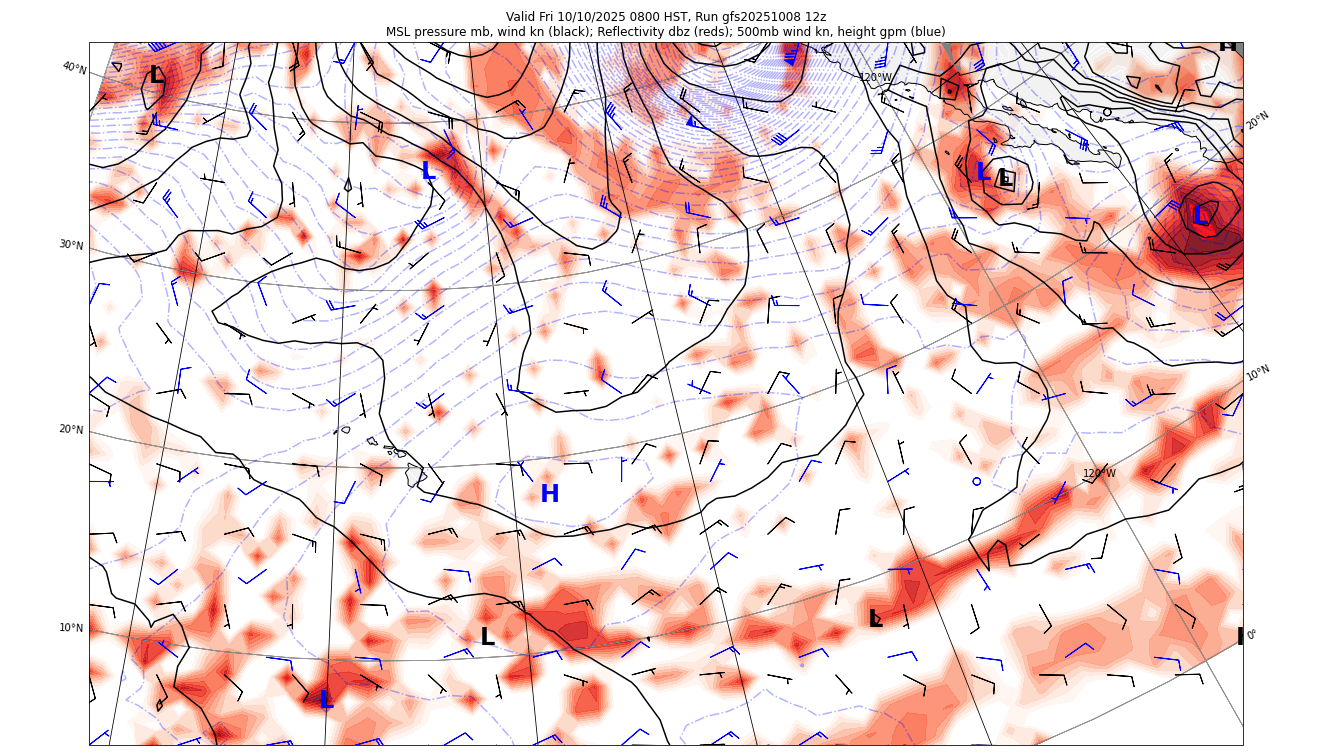 Valid Fri 10/10/2025 0800 HST, Run gfs20251008 12z
MSL pressure mb, wind kn (black); Reflectivity dbz (reds); 500mb wind kn, height gpm (blue)
H
40°N
L
120°W
20°N
L
L
L
L
30°N
10°N
20°N
120°W
H
10°N
L
L
0°
L